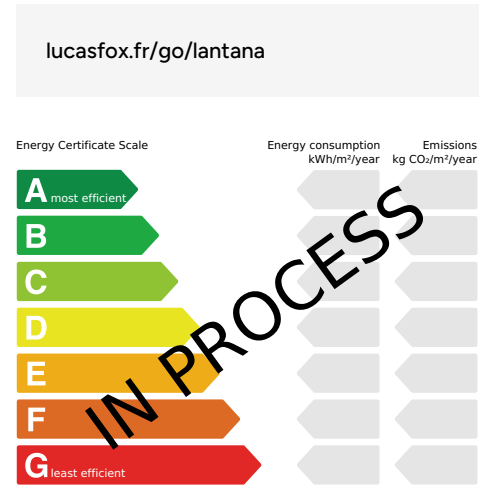 lucasfox.fr/go/lantana
Energy Certificate Scale
Energy consumption
kWh/m²/year
Emissions
kg CO₂/m²/year
A most efficient
B
C
D
E
F
G least efficient
IN PROCESS